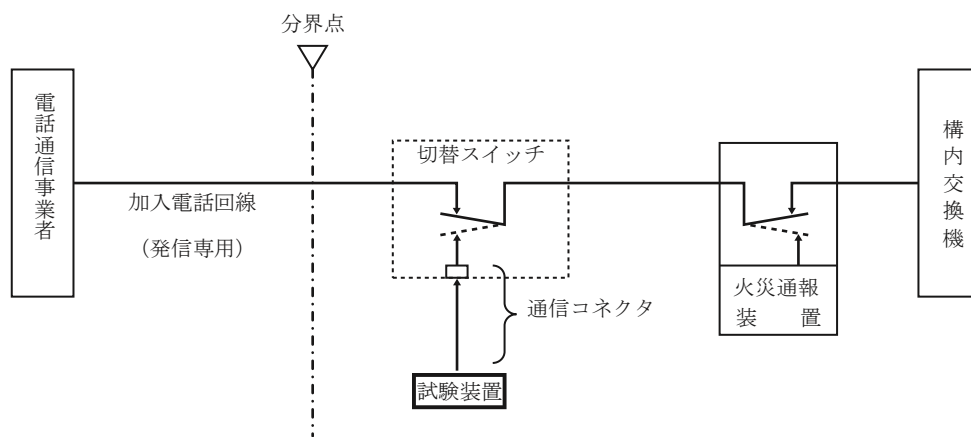 分界点
電話通信事業者
切替スイッチ
加入電話回線
(発信専用)
通信コネクタ
試験装置
火災通報
装　置
構内交換機